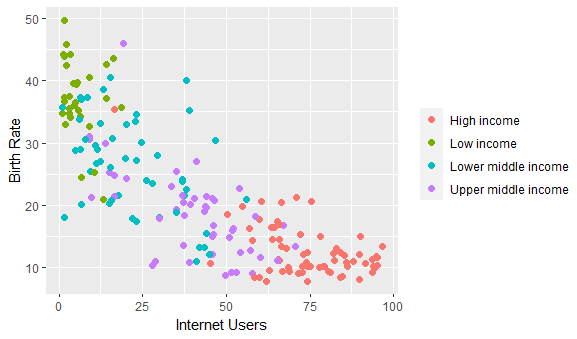 50
40
30
20
10
0
25
50
75
100
Birth Rate
Internet Users
High income
Low income
Lower middle income
Upper middle income